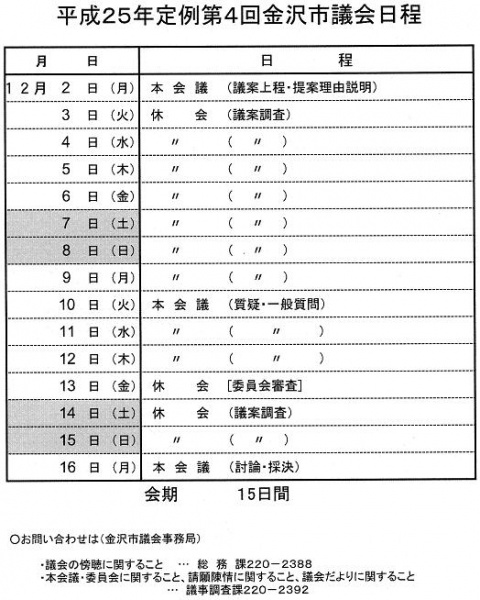 平成25年定例第4回金沢市議会日程
月 日 日 程
12月 2 日 (月) 本 会 議 (議案上程・提案理由説明)
3 日 (火) 休 会 (議案調査)
4 日 (水) 〃 ( 〃 )
5 日 (木) 〃 ( 〃 )
6 日 (金) 〃 ( 〃 )
7 日 (土) 〃 ( 〃 )
8 日 (日) 〃 ( 〃 )
9 日 (月) 〃 ( 〃 )
10 日 (火) 本 会 議 (質疑・一般質問)
11 日 (水) 〃 ( 〃 )
12 日 (木) 〃 ( 〃 )
13 日 (金) 休 会 [委員会審査]
14 日 (土) 休 会 (議案調査)
15 日 (日) 〃 ( 〃 )
16 日 (月) 本 会 議 (討論・採決)
会期 15日間
〇お問い合わせは(金沢市議会事務局)
・議会の傍聴に関すること … 総 務 課220-2388
・本会議・委員会に関すること、請願陳情に関すること、議会だよりに関すること
… 議事調査課220-2392